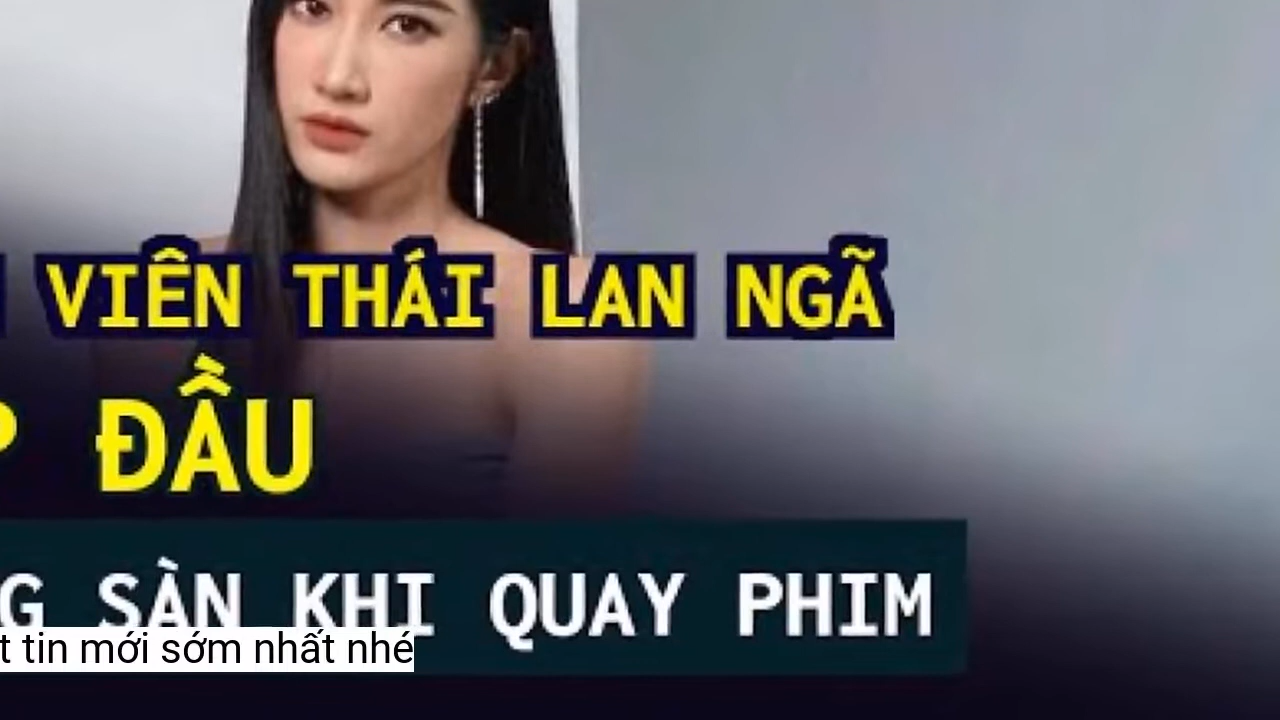 VIÊN THÁI LAN NGÃ
ĐẦU
SÀN KHI QUAY PHIM
tin mới sớm nhất nhé